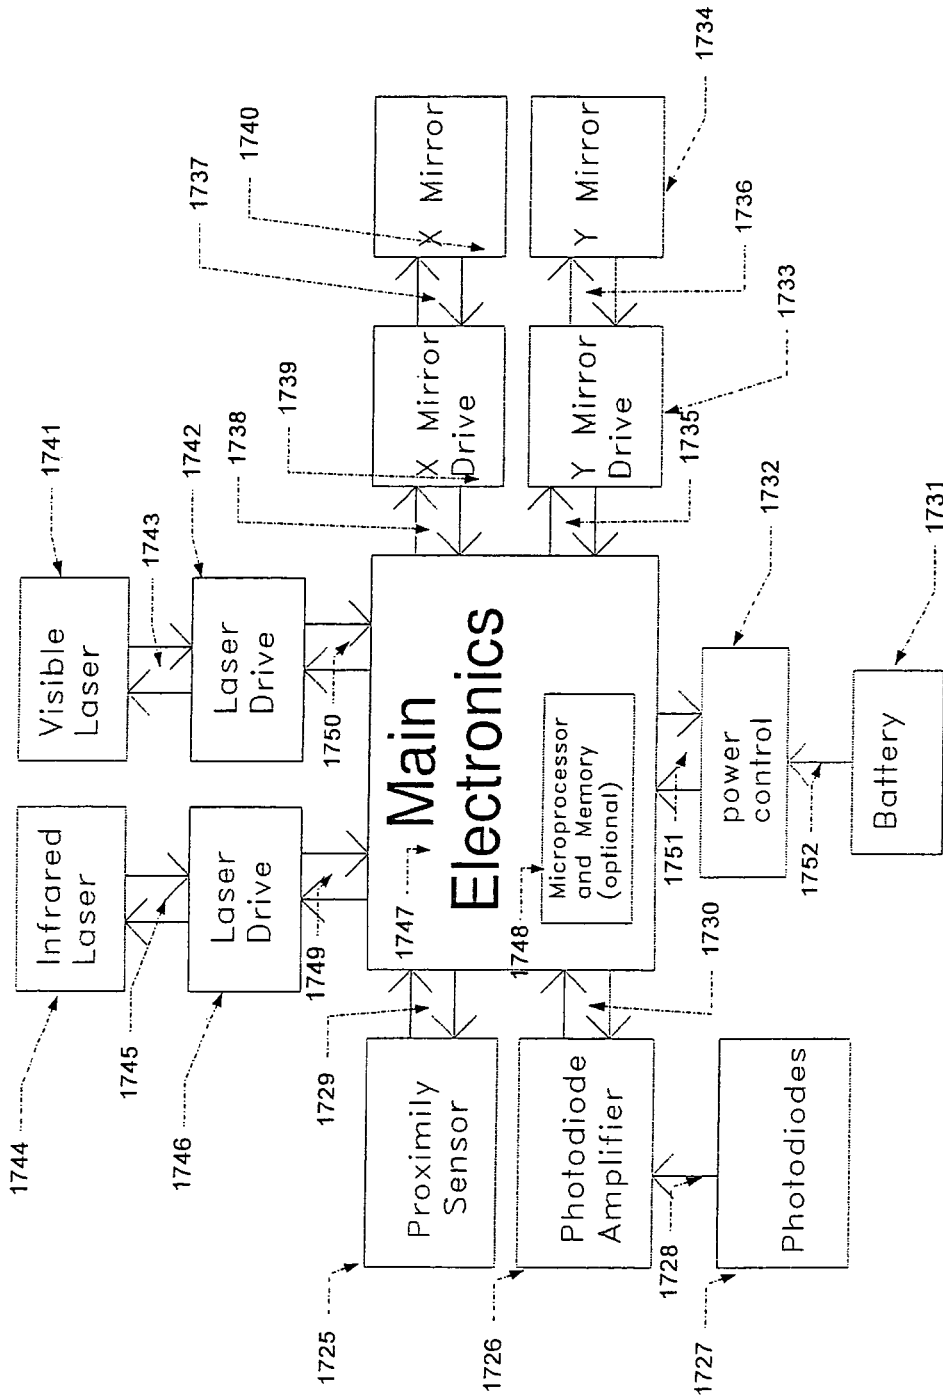 1744
1741
Infrared
Laser
Visible
Laser
1745
1743
1746
1742
Laser
Drive
Laser
Drive
1738
1737
1725
1729
1749
1750
1739
1740
Proximily
Sensor
1747
Main
Electronics
X Mirror
Drive
X Mirror
1726
1748
Photodiode
Amplifier
Microprocessor
and Memory
(optional)
Y Mirror
Drive
Y Mirror
1728
1730
1751
1735
1736
1727
power
control
1732
1733
1734
Photodiodes
1752
Battery
1731